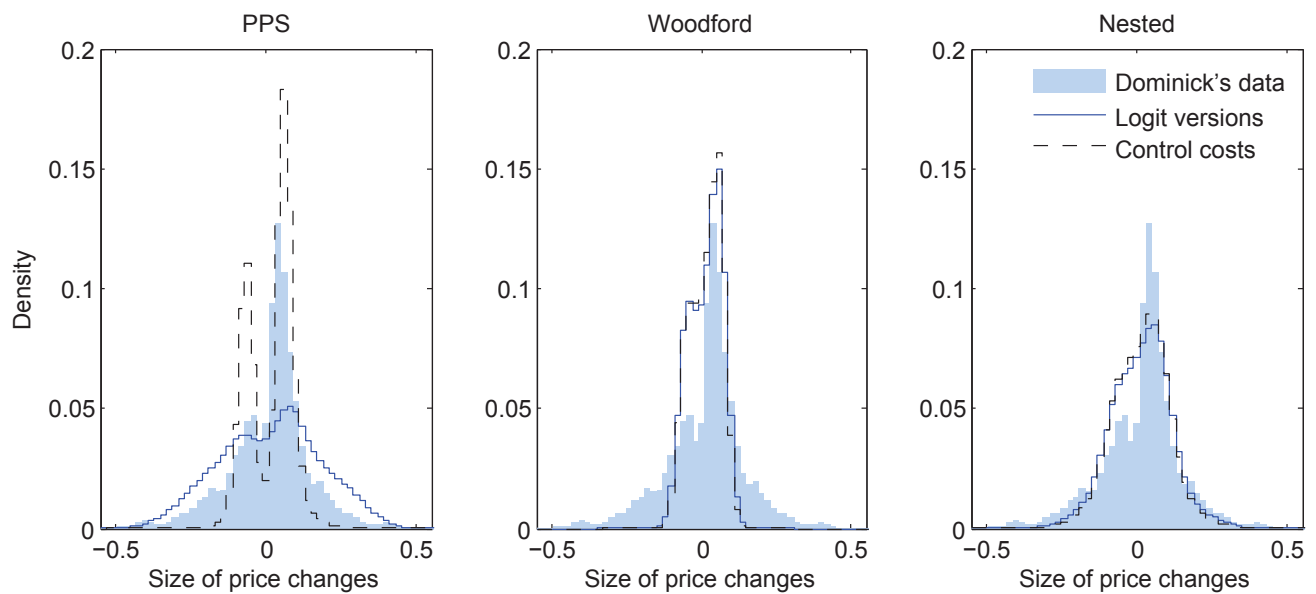 PPS
Woodford
Nested
Density
0.2
0.15
0.1
0.05
0
−0.5
0
0.5
Size of price changes
0.2
0.15
0.1
0.05
0
−0.5
0
0.5
Size of price changes
0.2
0.15
0.1
0.05
0
−0.5
0
0.5
Size of price changes
Dominick’s data
Logit versions
Control costs